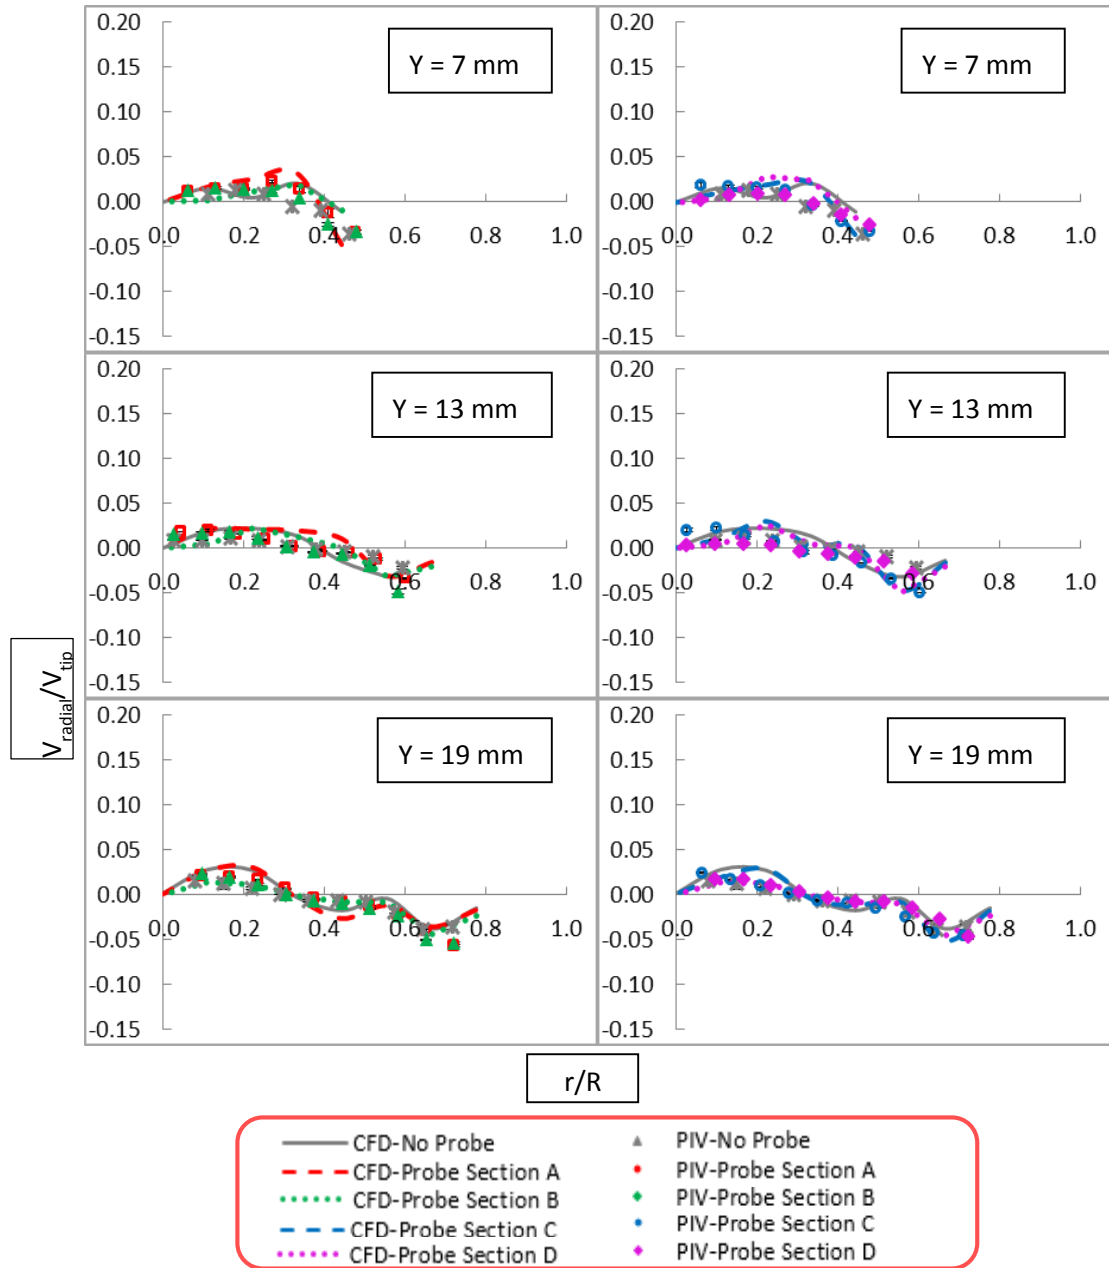 0.20
0.15
0.10
0.05
0.00
-0.05
-0.10
-0.15
0.0 0.2 0.4 0.6 0.8 1.0
Y = 7 mm
0.20
0.15
0.10
0.05
0.00
-0.05
-0.10
-0.15
0.0 0.2 0.4 0.6 0.8 1.0
Y = 7 mm
0.20
0.15
0.10
0.05
0.00
-0.05
-0.10
-0.15
0.0 0.2 0.4 0.6 0.8 1.0
Y = 13 mm
0.20
0.15
0.10
0.05
0.00
-0.05
-0.10
-0.15
0.0 0.2 0.4 0.6 0.8 1.0
Y = 13 mm
0.20
0.15
0.10
0.05
0.00
-0.05
-0.10
-0.15
0.0 0.2 0.4 0.6 0.8 1.0
Y = 19 mm
0.20
0.15
0.10
0.05
0.00
-0.05
-0.10
-0.15
0.0 0.2 0.4 0.6 0.8 1.0
Y = 19 mm
Vradial/Vtip
r/R
CFD-No Probe
CFD-Probe Section A
CFD-Probe Section B
CFD-Probe Section C
CFD-Probe Section D
PIV-No Probe
PIV-Probe Section A
PIV-Probe Section B
PIV-Probe Section C
PIV-Probe Section D